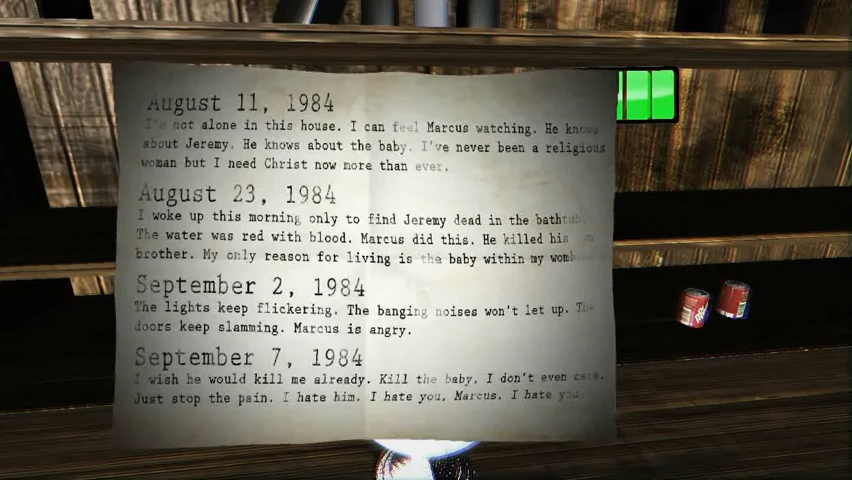 August 11, 1984
I'm not alone in this house. I can feel Marcus watching. He knows
about Jeremy. He knows about the baby. I've never been a religious
woman but I need Christ now more than ever.
August 23, 1984
I woke up this morning only to find Jeremy dead in the bathtub.
The water was red with blood. Marcus did this. He killed his own
brother. My only reason for living is the baby within my womb.
September 2, 1984
The lights keep flickering. The banging noises won't let up. The
doors keep slamming. Marcus is angry.
September 7, 1984
I wish he would kill me already. Kill the baby. I don't even care.
Just stop the pain. I hate him. I hate you, Marcus. I hate you